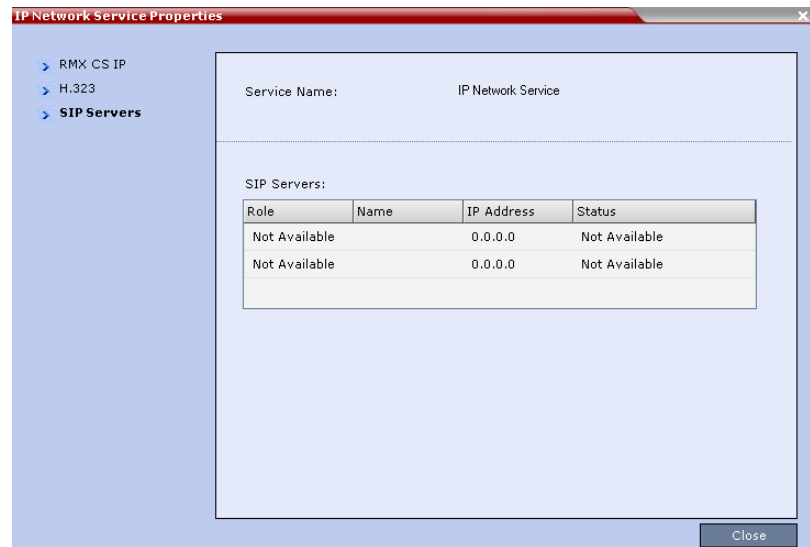 IP Network Service Properties
RMX CS IP
H.323
SIP Servers
Service Name: IP Network Service
SIP Servers:
Role Name IP Address Status
Not Available 0.0.0.0 Not Available
Not Available 0.0.0.0 Not Available
Close